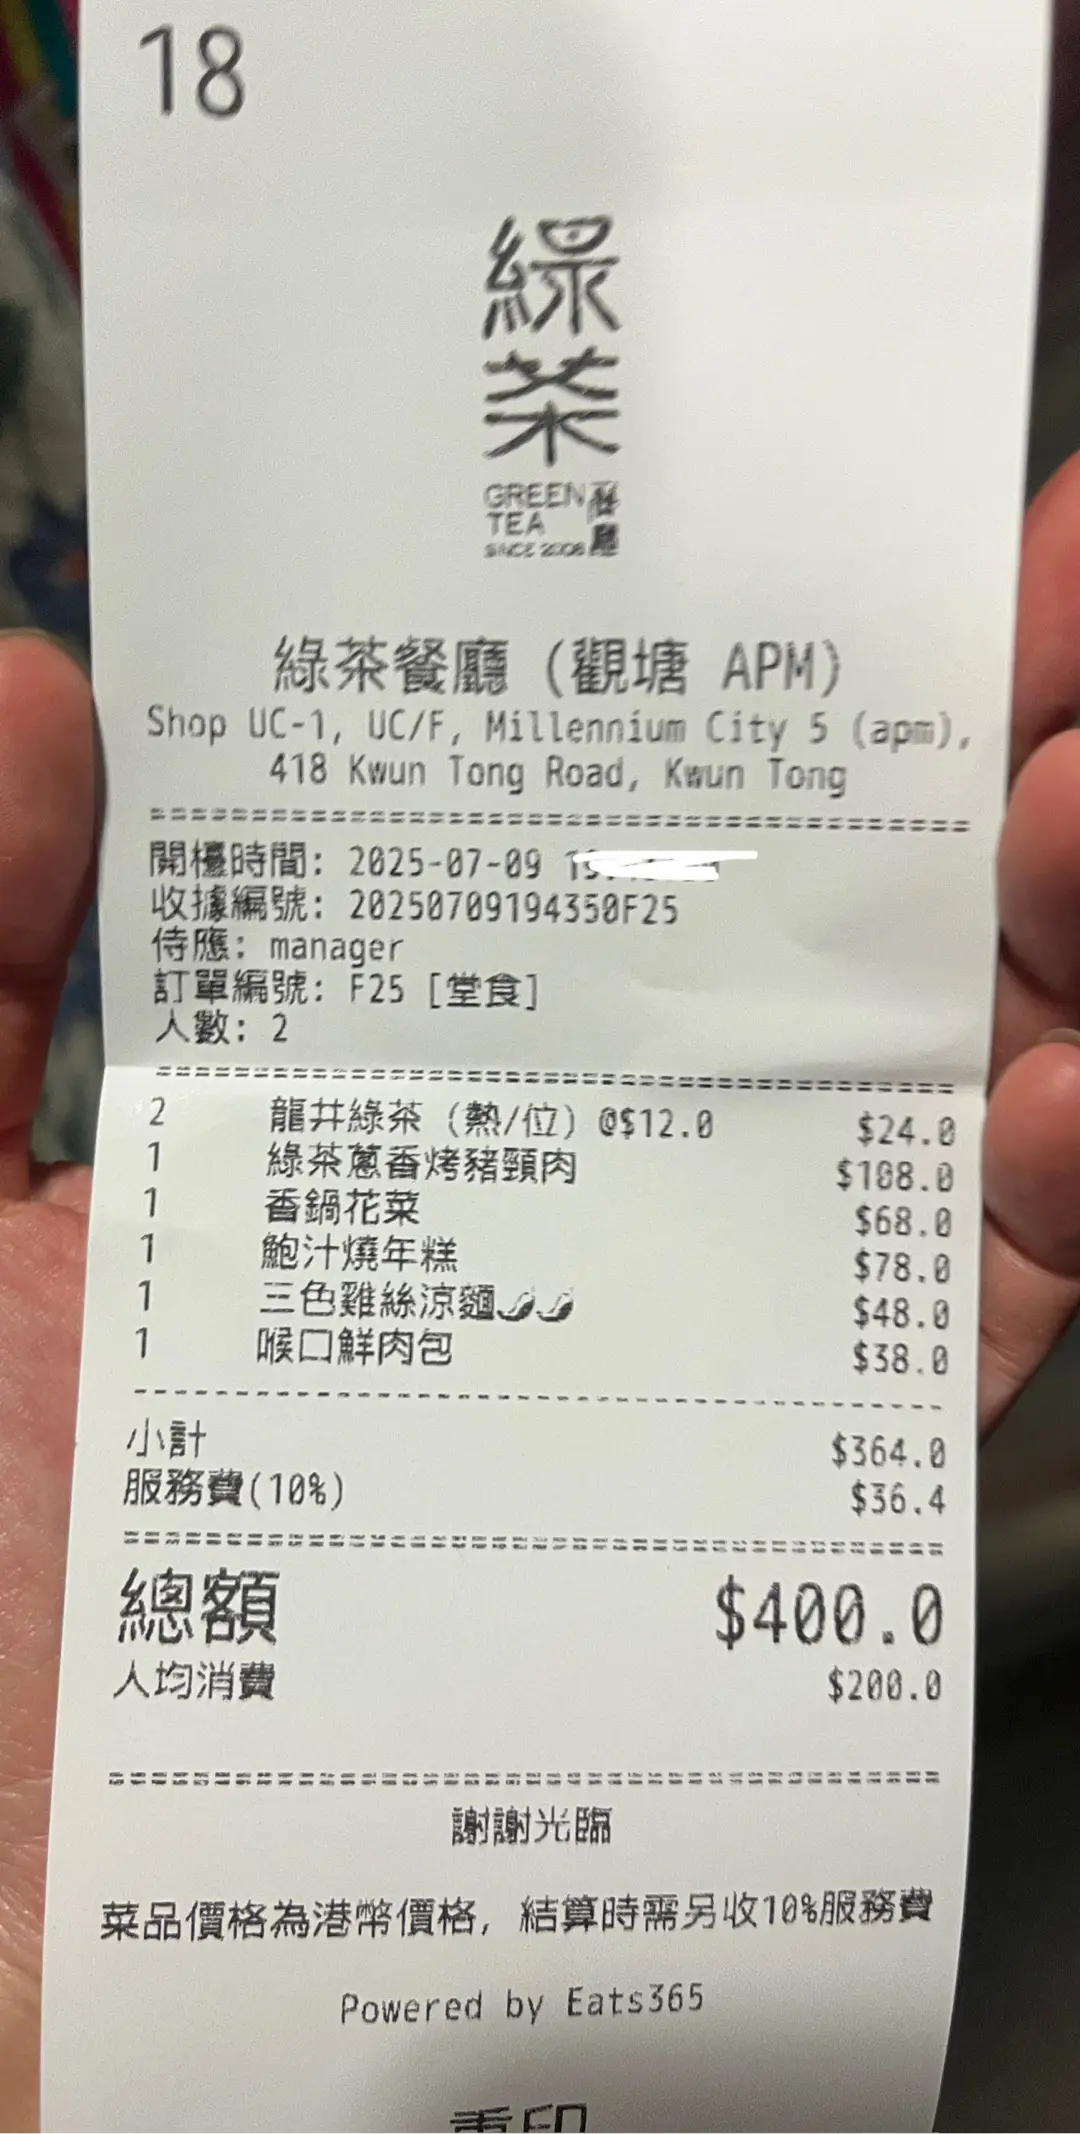 18
綠
茶
GREEN 餐
TEA 廳
SINCE 2008
綠茶餐廳 (觀塘 APM)
Shop UC-1, UC/F, Millennium City 5 (apm),
418 Kwun Tong Road, Kwun Tong
開檯時間: 2025-07-09
收據編號: 20250709194350F25
侍應: manager
訂單編號: F25 [堂食]
人數: 2
2 龍井綠茶 (熱/位) @$12.0 $24.0
1 綠茶蔥香烤豬頸肉 $108.0
1 香鍋花菜 $68.0
1 鮑汁燒年糕 $78.0
1 三色雞絲涼麵🌶🌶 $48.0
1 喉口鮮肉包 $38.0
小計 $364.0
服務費(10%) $36.4
總額 $400.0
人均消費 $200.0
謝謝光臨
菜品價格為港幣價格, 結算時需另收10%服務費
Powered by Eats365
重印